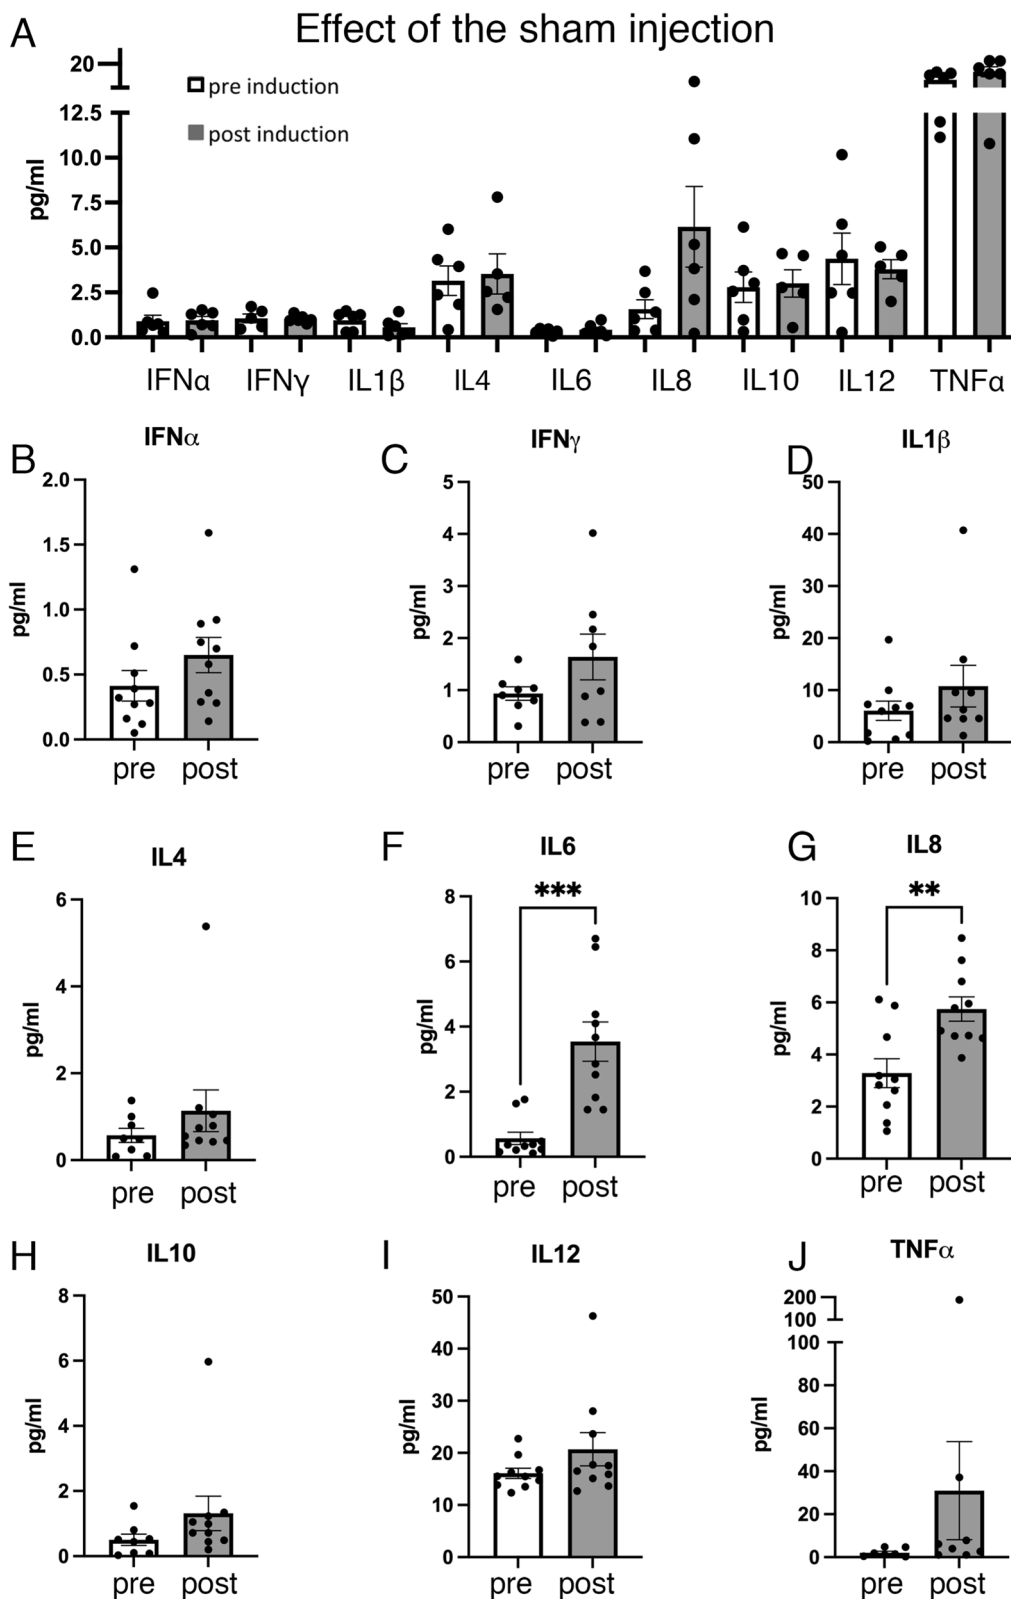 A
Effect of the sham injection
pre induction
post induction
pg/ml
20
12.5
10.0
7.5
5.0
2.5
0.0
IFNα IFNγ IL1β IL4 IL6 IL8 IL10 IL12 TNFα
B
IFNα
pg/ml
2.0
1.5
1.0
0.5
0.0
pre post
C
IFNγ
pg/ml
5
4
3
2
1
0
pre post
D
IL1β
pg/ml
50
40
30
20
10
0
pre post
E
IL4
pg/ml
6
4
2
0
pre post
F
IL6
pg/ml
8
6
4
2
0
***
pre post
G
IL8
pg/ml
10
8
6
4
2
0
**
pre post
H
IL10
pg/ml
8
6
4
2
0
pre post
I
IL12
pg/ml
50
40
30
20
10
0
pre post
J
TNFα
pg/ml
200
100
100
80
60
40
20
0
pre post